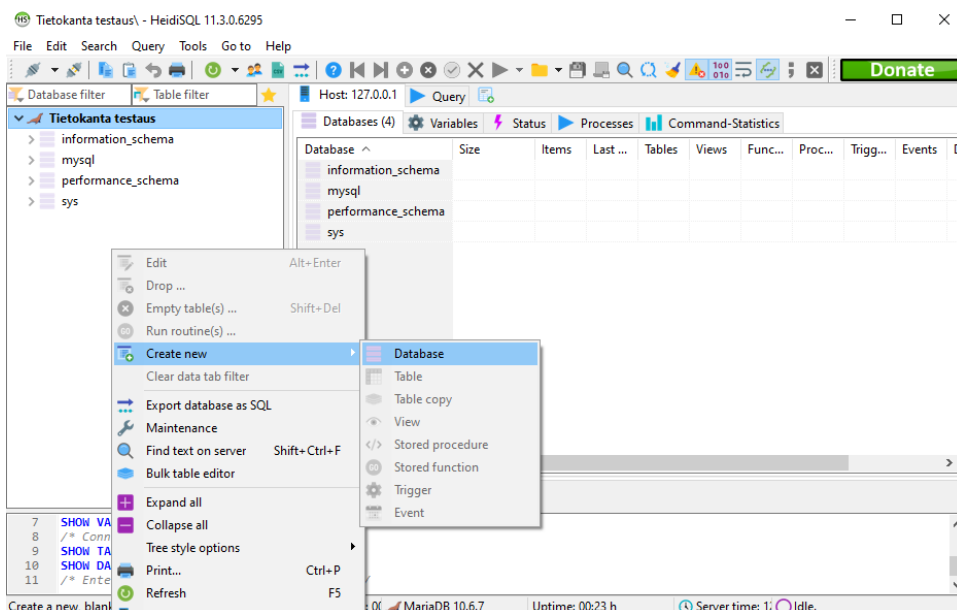 Tietokanta testaus\ - HeidiSQL 11.3.0.6295
File Edit Search Query Tools Go to Help
Donate
Database filter Table filter Host: 127.0.0.1 Query
Tietokanta testaus
information_schema
mysql
performance_schema
sys
Databases (4) Variables Status Processes Command-Statistics
Database Size Items Last ... Tables Views Func... Proc... Trigg... Events
information_schema
mysql
performance_schema
sys
Edit Alt+Enter
Drop ...
Empty table(s) ... Shift+Del
Run routine(s) ...
Create new
Clear data tab filter
Export database as SQL
Maintenance
Find text on server Shift+Ctrl+F
Bulk table editor
Expand all
Collapse all
Tree style options
Print... Ctrl+P
Refresh F5
Database
Table
Table copy
View
Stored procedure
Stored function
Trigger
Event
7 SHOW VA
8 /* Conn
9 SHOW TA
10 SHOW DA
11 /* Ente
Create a new, blank MariaDB 10.6.7 Uptime: 00:23 h Server time: 1 Idle.